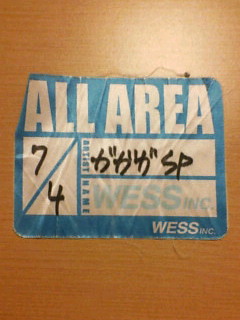 ALL AREA
7/4
ARTIST NAME
ガガガSP
WESS INC.
WESS INC.